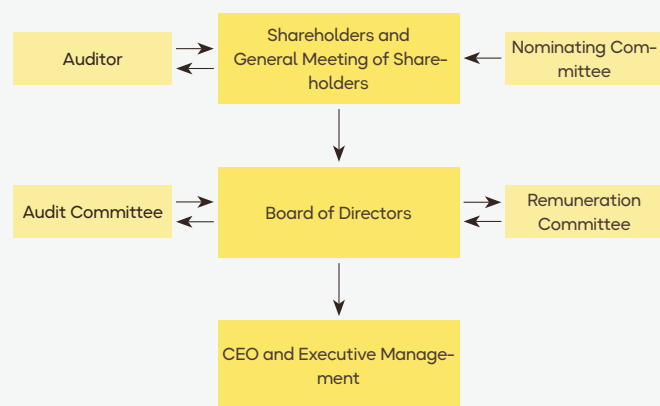 Shareholders and
General Meeting of Share-
holders
Auditor
Nominating Com-
mittee
Audit Committee
Board of Directors
Remuneration
Committee
CEO and Executive Manage-
ment